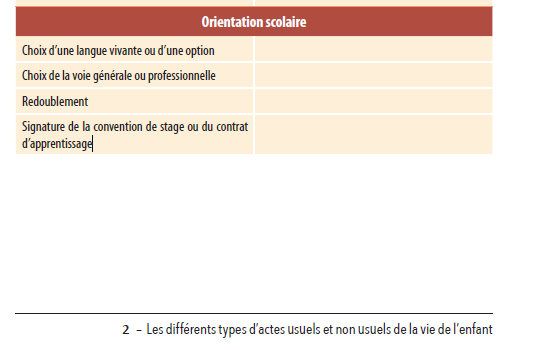 Orientation scolaire
Choix d’une langue vivante ou d’une option
Choix de la voie générale ou professionnelle
Redoublement
Signature de la convention de stage ou du contrat
d’apprentissage
2 – Les différents types d’actes usuels et non usuels de la vie de l’enfant